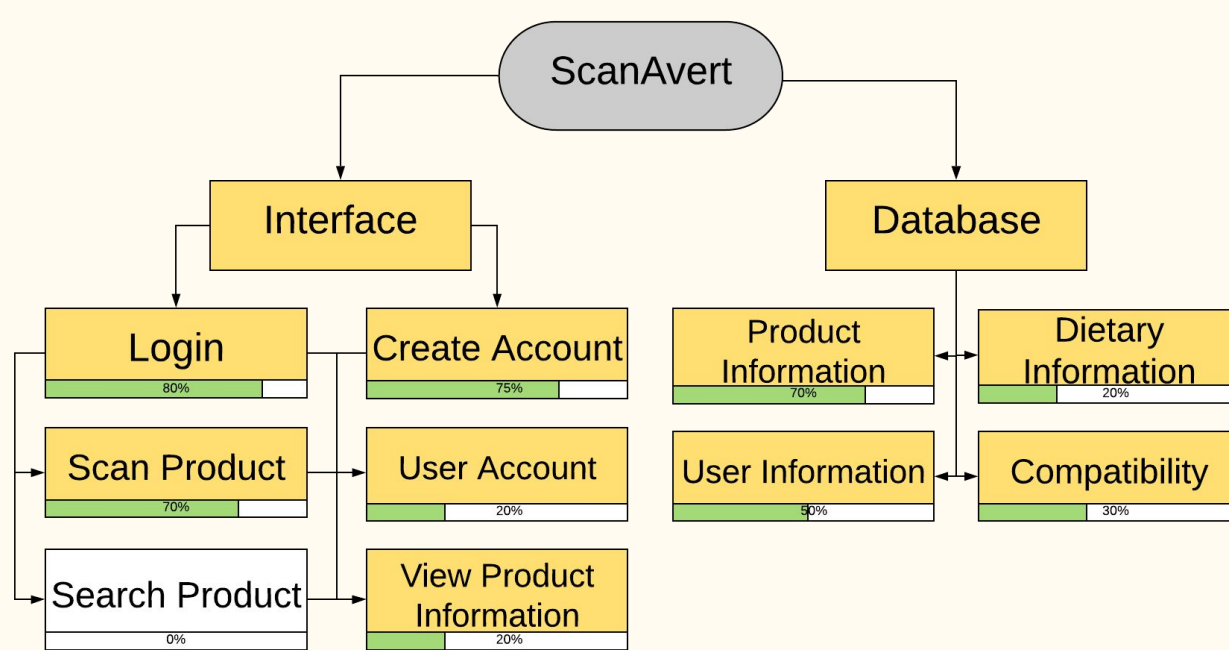 ScanAvert
Interface
Database
Login
80%
Create Account
75%
Product
Information
70%
Dietary
Information
20%
Scan Product
70%
User Account
20%
User Information
50%
Compatibility
30%
Search Product
0%
View Product
Information
20%